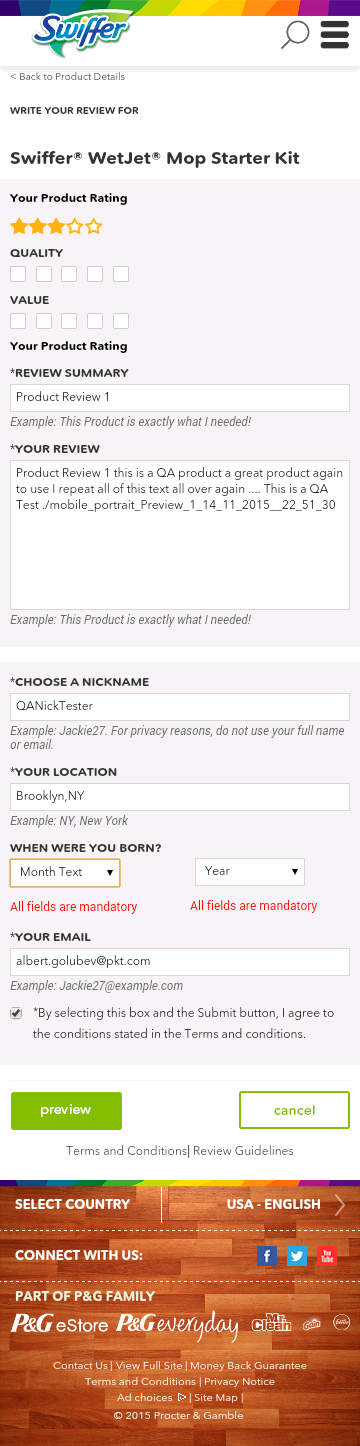 Swiffer
< Back to Product Details
WRITE YOUR REVIEW FOR
Swiffer® WetJet® Mop Starter Kit
Your Product Rating
QUALITY
VALUE
Your Product Rating
*REVIEW SUMMARY
Product Review 1
Example: This Product is exactly what I needed!
*YOUR REVIEW
Product Review 1 this is a QA product a great product again
to use I repeat all of this text all over again .... This is a QA
Test ./mobile_portrait_Preview_1_14_11_2015__22_51_30
Example: This Product is exactly what I needed!
*CHOOSE A NICKNAME
QANickTester
Example: Jackie27. For privacy reasons, do not use your full name
or email.
*YOUR LOCATION
Brooklyn,NY
Example: NY, New York
WHEN WERE YOU BORN?
Month Text Year
All fields are mandatory All fields are mandatory
*YOUR EMAIL
albert.golubev@pkt.com
Example: Jackie27@example.com
*By selecting this box and the Submit button, I agree to
the conditions stated in the Terms and conditions.
preview cancel
Terms and Conditions| Review Guidelines
SELECT COUNTRY USA - ENGLISH
CONNECT WITH US: f You Tube
PART OF P&G FAMILY
P&G eStore P&G everyday Mr. Clean
Contact Us | View Full Site | Money Back Guarantee
Terms and Conditions | Privacy Notice
Ad choices | Site Map |
© 2015 Procter & Gamble